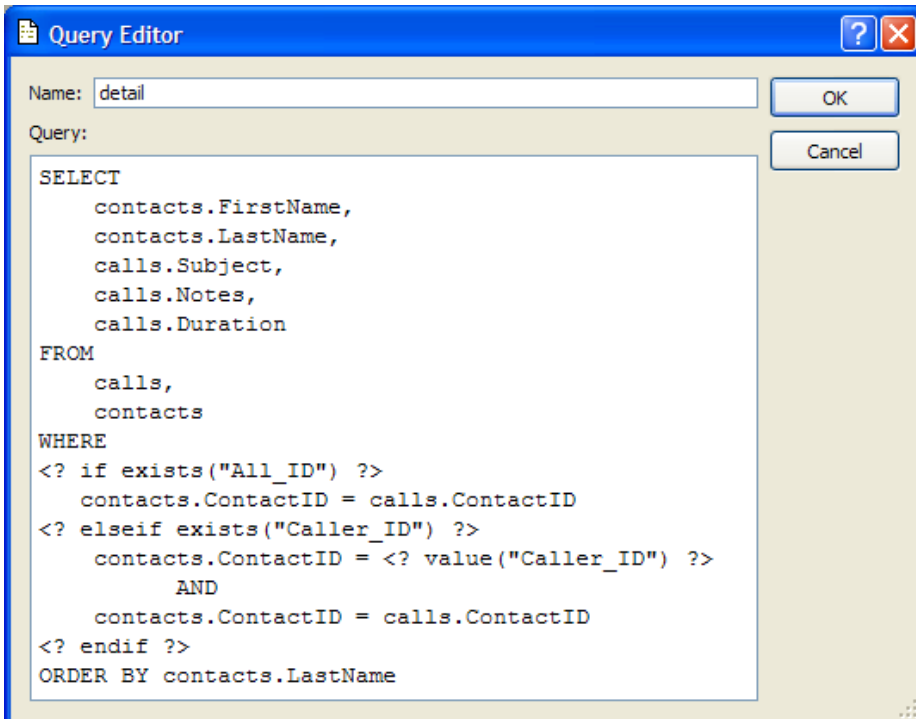 Query Editor
Name: detail
OK
Query:
Cancel
SELECT
    contacts.FirstName,
    contacts.LastName,
    calls.Subject,
    calls.Notes,
    calls.Duration
FROM
    calls,
    contacts
WHERE
<? if exists("All_ID") ?>
   contacts.ContactID = calls.ContactID
<? elseif exists("Caller_ID") ?>
    contacts.ContactID = <? value("Caller_ID") ?>
          AND
    contacts.ContactID = calls.ContactID
<? endif ?>
ORDER BY contacts.LastName